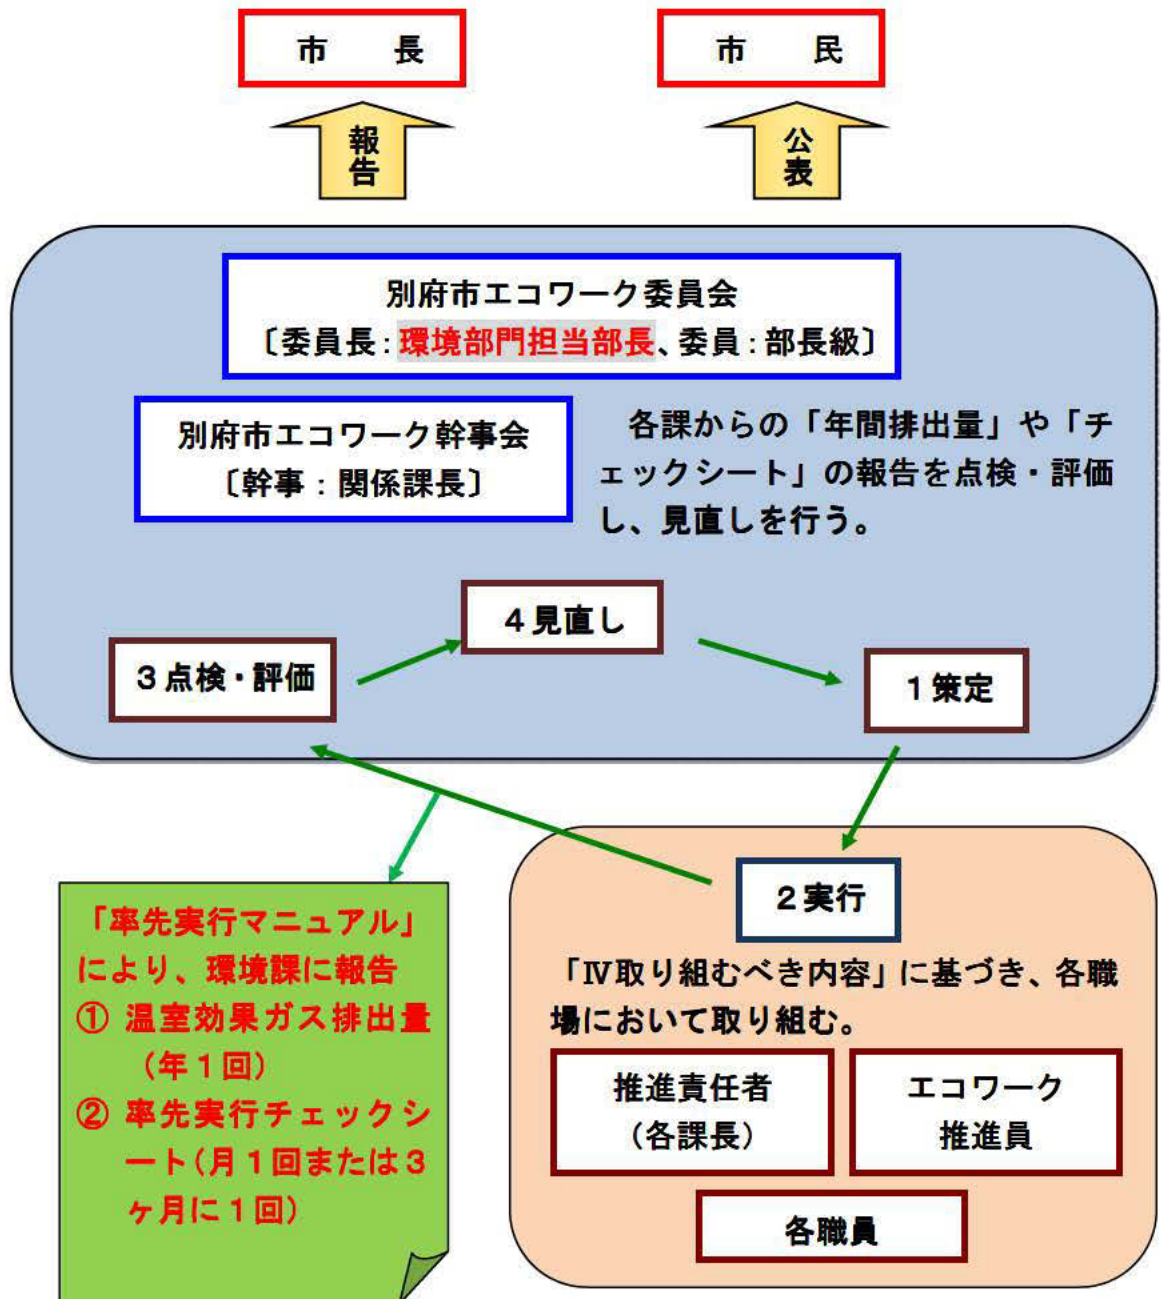 市　　長
市　　民
報告
公表
別府市エコワーク委員会
〔委員長：環境部門担当部長、委員：部長級〕
別府市エコワーク幹事会
〔幹事：関係課長〕
各課からの「年間排出量」や「チ
ェックシート」の報告を点検・評価
し、見直しを行う。
４見直し
３点検・評価
１策定
２実行
「Ⅳ取り組むべき内容」に基づき、各職
場において取り組む。
推進責任者
（各課長）
エコワーク
推進員
各職員
「率先実行マニュアル」
により、環境課に報告
① 温室効果ガス排出量
（年１回）
② 率先実行チェックシ
ート（月１回または３
ヶ月に１回）